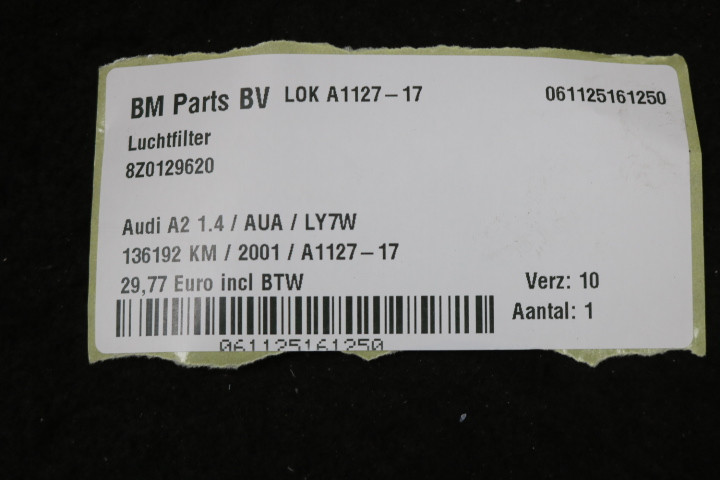 BM Parts BV LOK A1127-17 061125161250
Luchtfilter
8Z0129620
Audi A2 1.4 / AUA / LY7W
136192 KM / 2001 / A1127-17
29,77 Euro incl BTW Verz: 10
Aantal: 1
061125161250